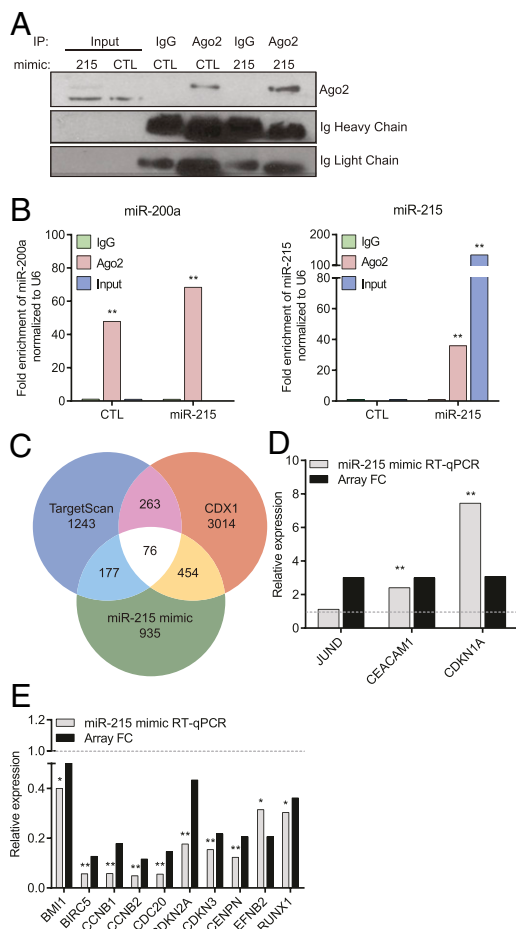 A
IP: Input IgG Ago2 IgG Ago2
mimic: 215 CTL CTL CTL 215 215
Ago2
Ig Heavy Chain
Ig Light Chain
B
miR-200a
Fold enrichment of miR-200a
normalized to U6
100
80
60
40
20
0
IgG
Ago2
Input
**
**
CTL miR-215
miR-215
Fold enrichment of miR-215
normalized to U6
200
100
80
60
40
20
0
IgG
Ago2
Input
**
**
CTL miR-215
C
TargetScan
1243
263
CDX1
3014
76
177
454
miR-215 mimic
935
D
Relative expression
10
8
6
4
2
0
miR-215 mimic RT-qPCR
Array FC
**
**
JUND CEACAM1 CDKN1A
E
Relative expression
1.2
1.0
0.4
0.2
0.0
miR-215 mimic RT-qPCR
Array FC
* ** ** ** ** ** ** ** * *
BMI1 BIRC5 CCNB1 CCNB2 CDC20 CDKN2A CDKN3 CENPN EFNB2 RUNX1